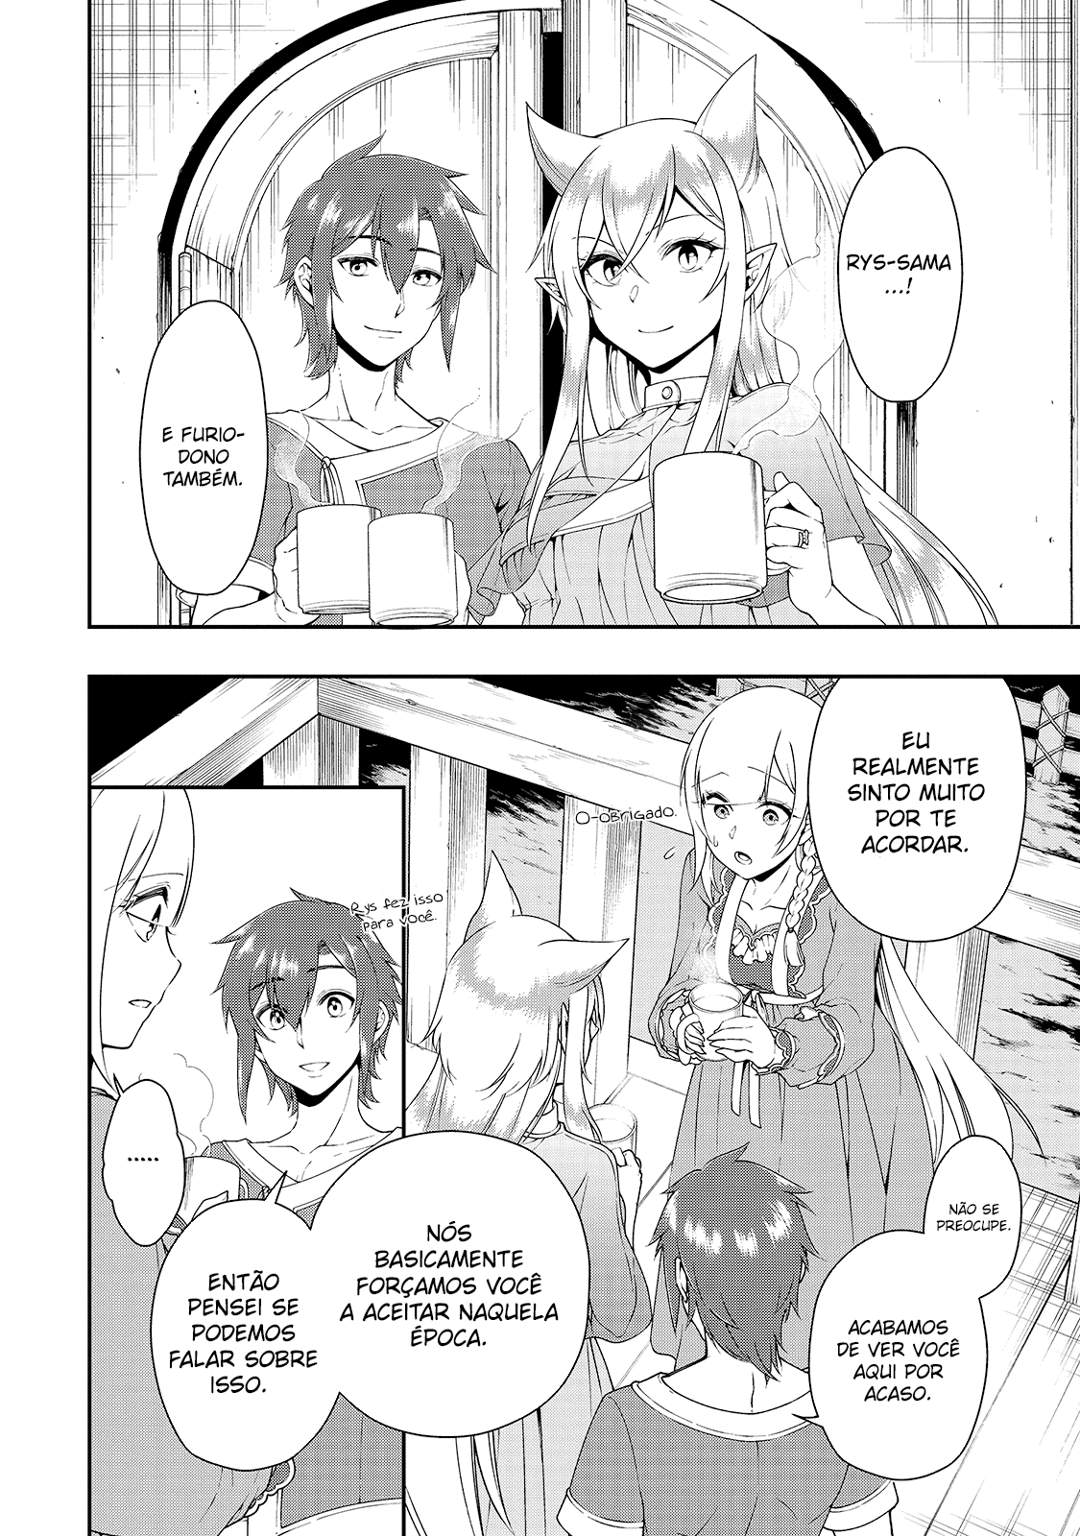 RYS-SAMA
...!
E FURIO-
DONO
TAMBÉM.
EU
REALMENTE
SINTO MUITO
POR TE
ACORDAR.
O-OBRIGADO.
NÃO SE
PREOCUPE.
ACABAMOS
DE VER VOCÊ
AQUI POR
ACASO.
Rys fez isso
para você.
NÓS
BASICAMENTE
FORÇAMOS VOCÊ
A ACEITAR NAQUELA
ÉPOCA.
ENTÃO
PENSEI SE
PODEMOS
FALAR SOBRE
ISSO.
.....